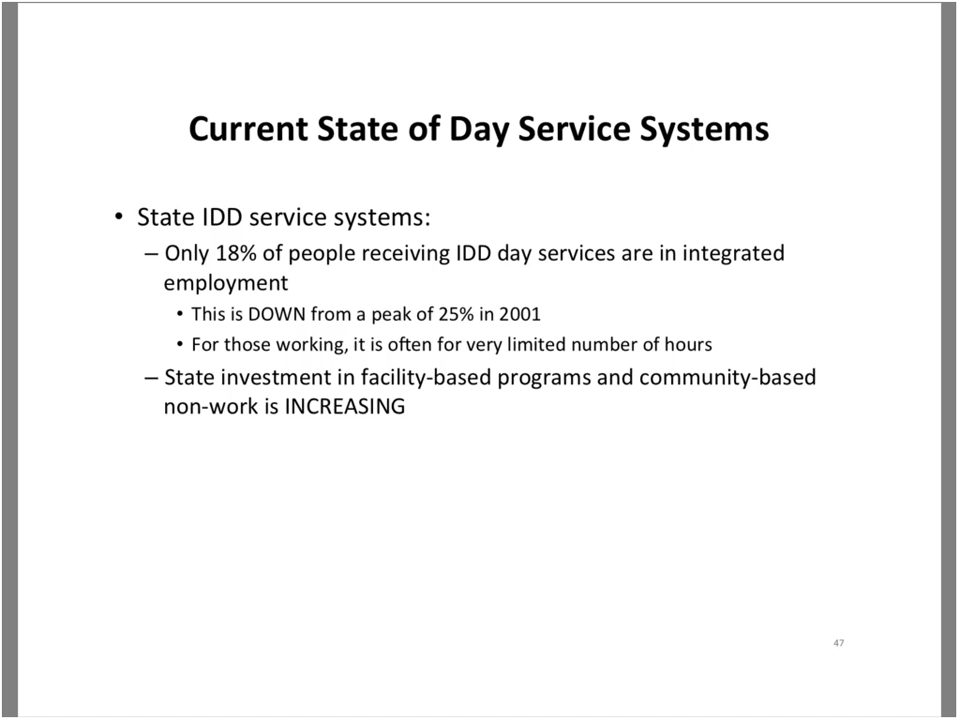 Current State of Day Service Systems
• State IDD service systems:
– Only 18% of people receiving IDD day services are in integrated
employment
• This is DOWN from a peak of 25% in 2001
• For those working, it is often for very limited number of hours
– State investment in facility-based programs and community-based
non-work is INCREASING
47